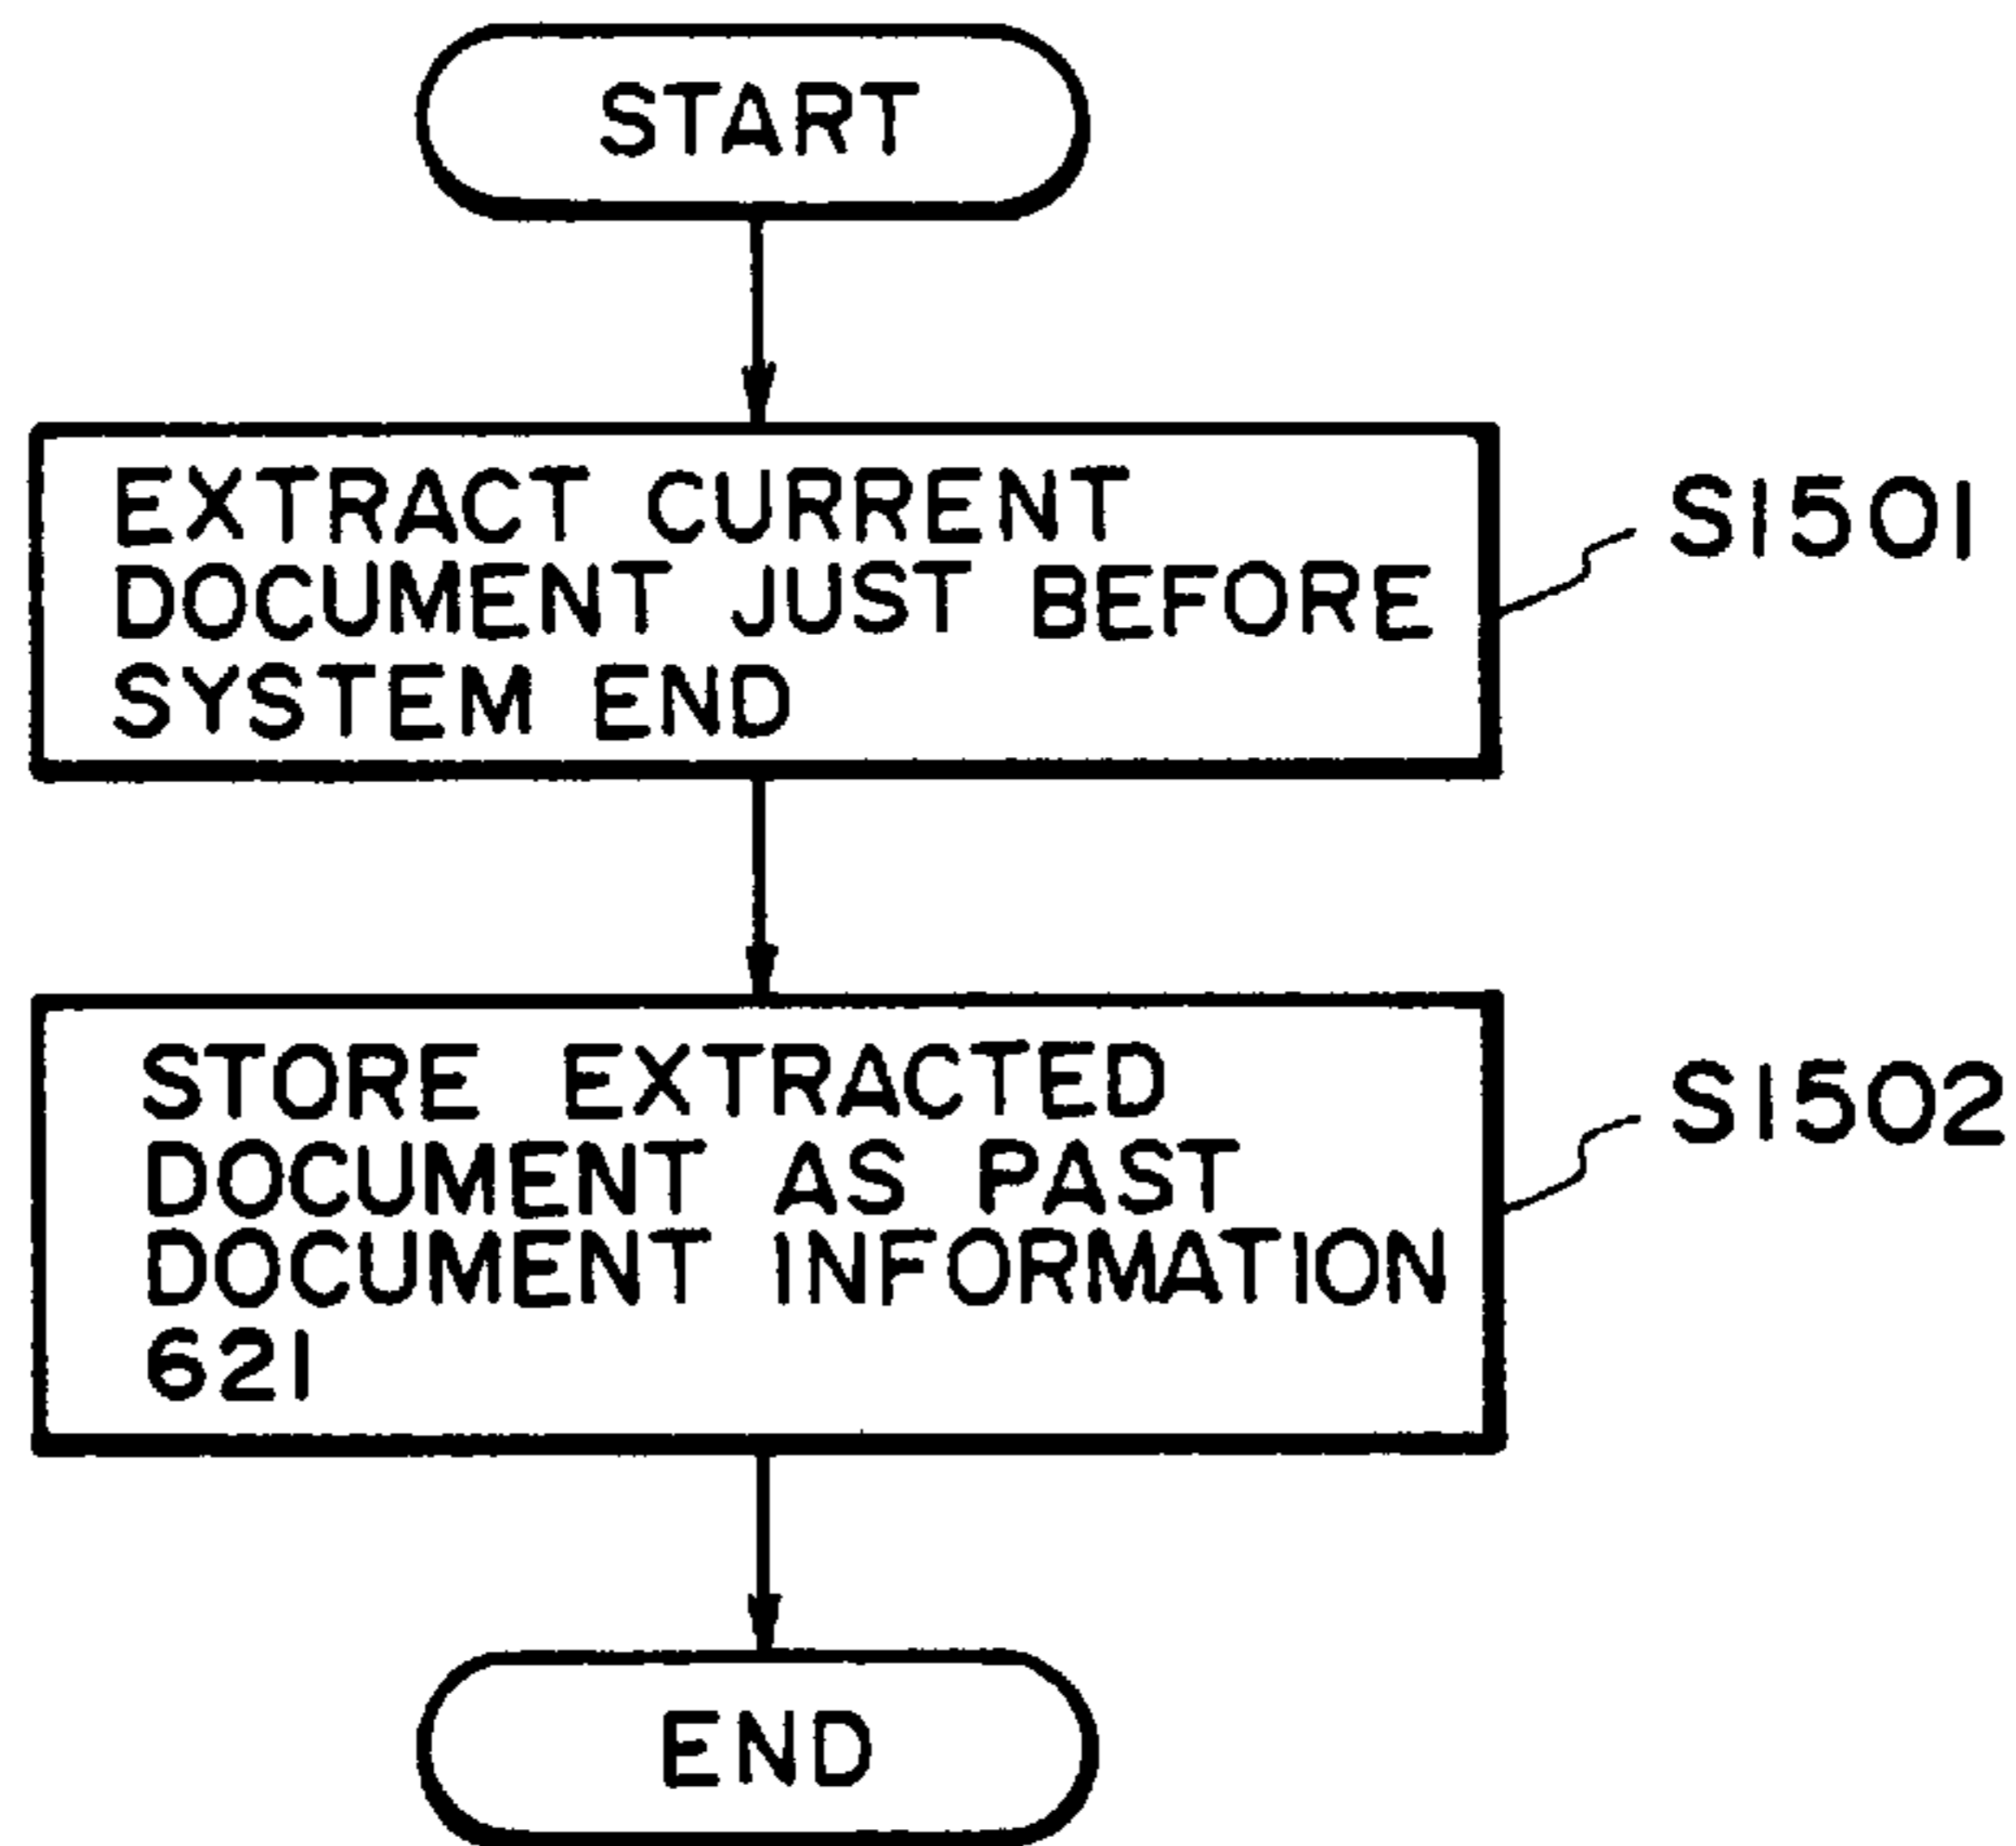 START
EXTRACT CURRENT
DOCUMENT JUST BEFORE
SYSTEM END
S1501
STORE EXTRACTED
DOCUMENT AS PAST
DOCUMENT INFORMATION
621
S1502
END